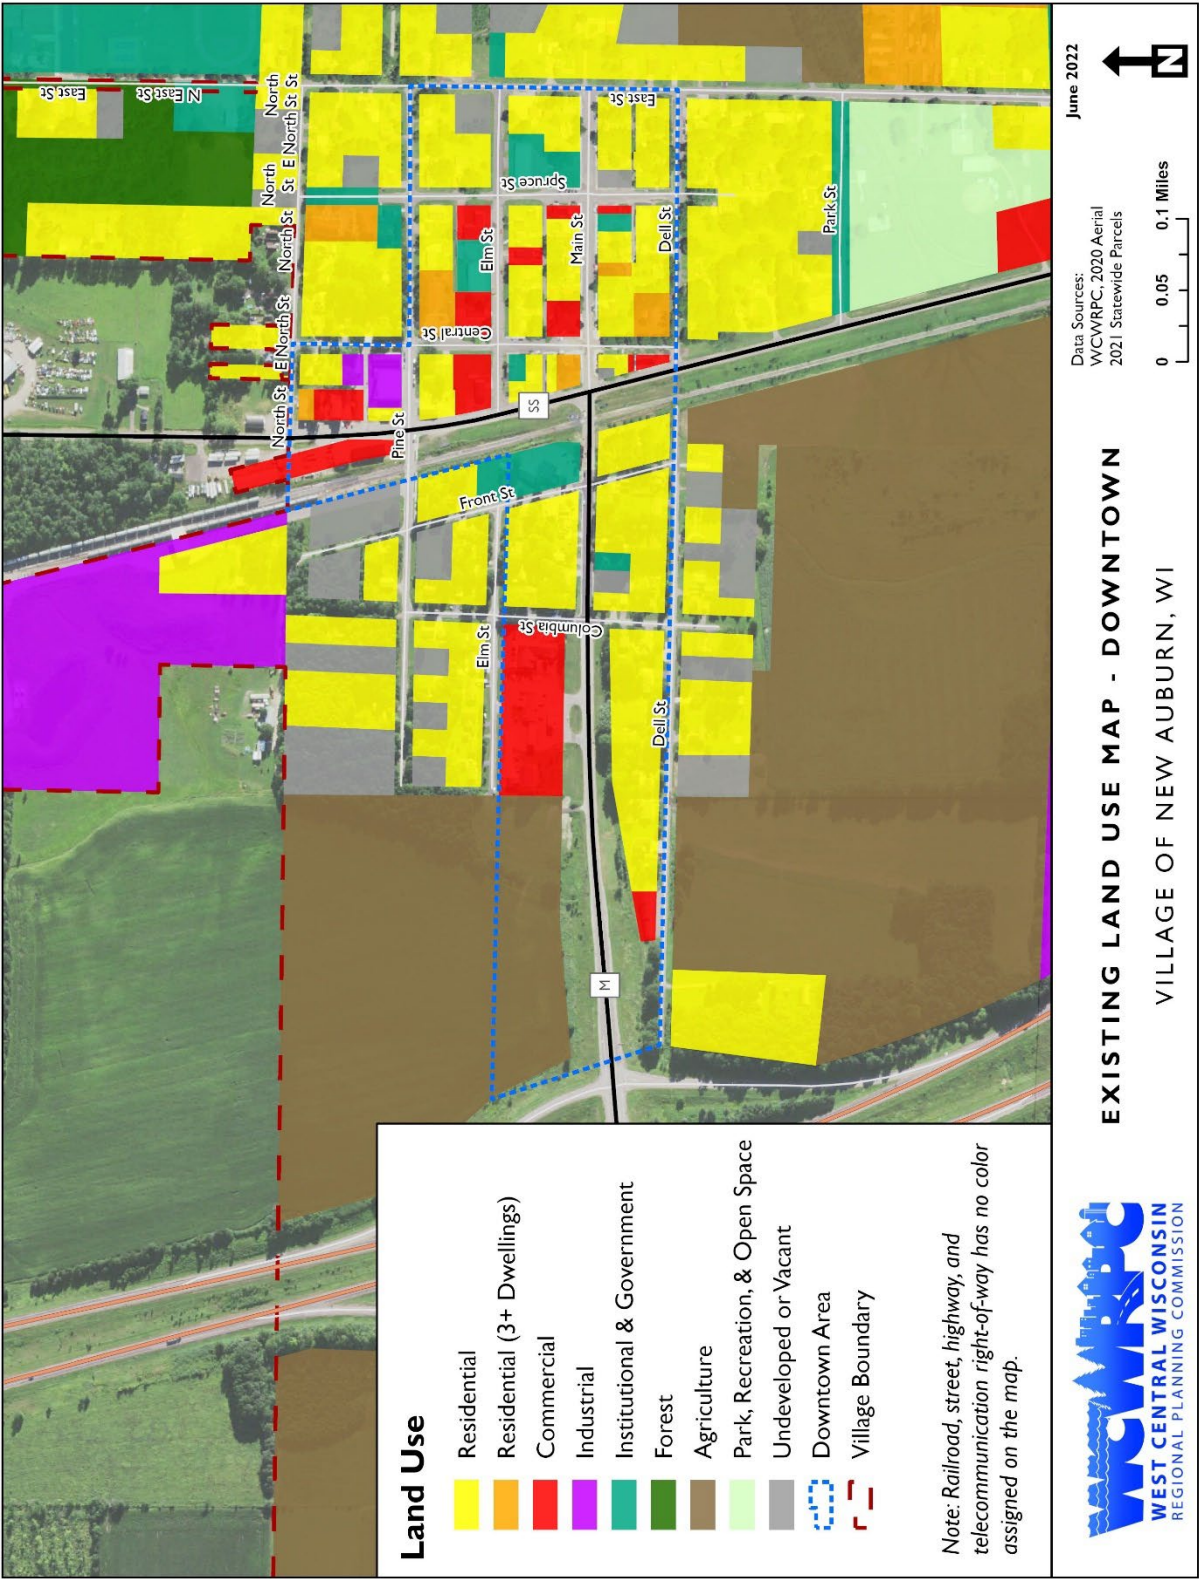 North St
East St
N East St
North
St
E North St
North
St
North St
E North St
North St
Pine St
Front St
Columbia St
Elm St
Elm St
Central St
Spruce St
Main St
East St
Dell St
Dell St
Park St
SS
M
Land Use
Residential
Residential (3+ Dwellings)
Commercial
Industrial
Institutional & Government
Forest
Agriculture
Park, Recreation, & Open Space
Undeveloped or Vacant
Downtown Area
Village Boundary
Note: Railroad, street, highway, and
telecommunication right-of-way has no color
assigned on the map.
WCWRPC
WEST CENTRAL WISCONSIN
REGIONAL PLANNING COMMISSION
EXISTING LAND USE MAP - DOWNTOWN
VILLAGE OF NEW AUBURN, WI
Data Sources:
WCWRPC, 2020 Aerial
2021 Statewide Parcels
0 0.05 0.1 Miles
June 2022
N